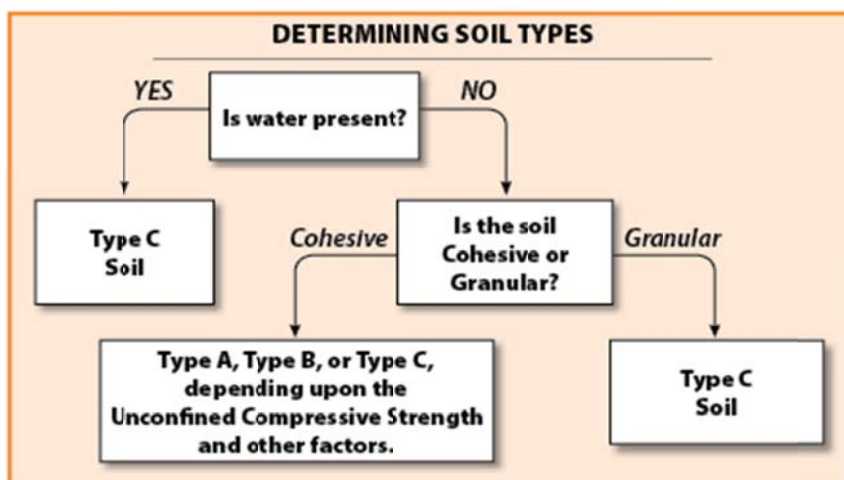 DETERMINING SOIL TYPES
YES
NO
Is water present?
Type C
Soil
Cohesive
Is the soil
Cohesive or
Granular?
Granular
Type A, Type B, or Type C,
depending upon the
Unconfined Compressive Strength
and other factors.
Type C
Soil